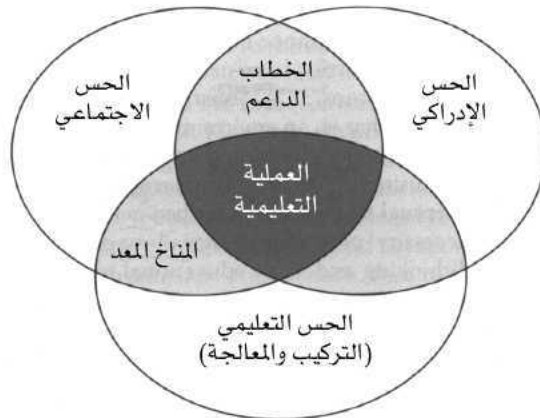 الخطاب
الداعم
الحس
الإدراكي
الحس
الاجتماعي
العملية
التعليمية
المناخ المعد
الحس التعليمي
(التركيب والمعالجة)